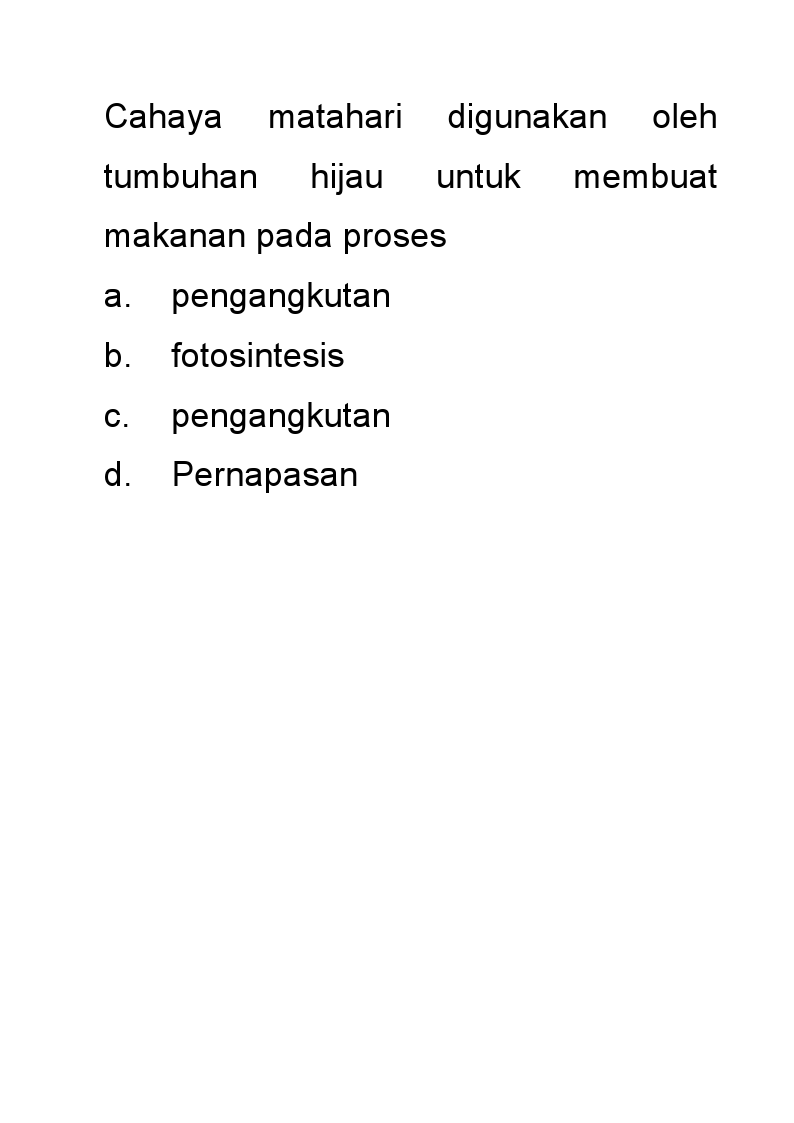 Cahaya matahari digunakan oleh
tumbuhan hijau untuk membuat
makanan pada proses
a. pengangkutan
b. fotosintesis
c. pengangkutan
d. Pernapasan